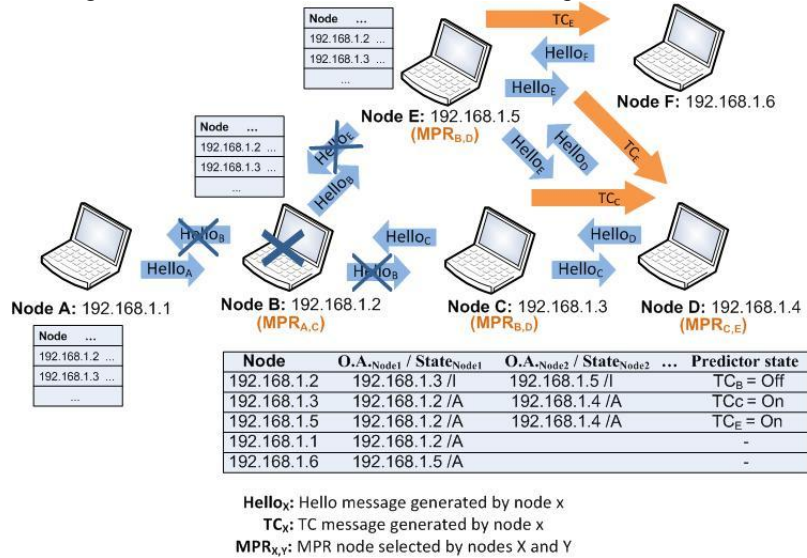 Node ...
192.168.1.2 ...
192.168.1.3 ...
...
TC_E
Hello_F
Hello_E
Node F: 192.168.1.6
Node E: 192.168.1.5
(MPR_B,D)
Node ...
192.168.1.2 ...
192.168.1.3 ...
...
Hello_E
Hello_B
Hello_E
Hello_D
TC_E
TC_C
Hello_B
Hello_A
Hello_C
Hello_B
Hello_D
Hello_C
Node A: 192.168.1.1
Node B: 192.168.1.2
(MPR_A,C)
Node C: 192.168.1.3
(MPR_B,D)
Node D: 192.168.1.4
(MPR_C,E)
Node ...
192.168.1.2 ...
192.168.1.3 ...
...
Node O.A._Node1 / State_Node1 O.A._Node2 / State_Node2 ... Predictor state
192.168.1.2 192.168.1.3 /I 192.168.1.5 /I TC_B = Off
192.168.1.3 192.168.1.2 /A 192.168.1.4 /A TCc = On
192.168.1.5 192.168.1.2 /A 192.168.1.4 /A TC_E = On
192.168.1.1 192.168.1.2 /A -
192.168.1.6 192.168.1.5 /A -
Hello_X: Hello message generated by node x
TC_X: TC message generated by node x
MPR_X,Y: MPR node selected by nodes X and Y